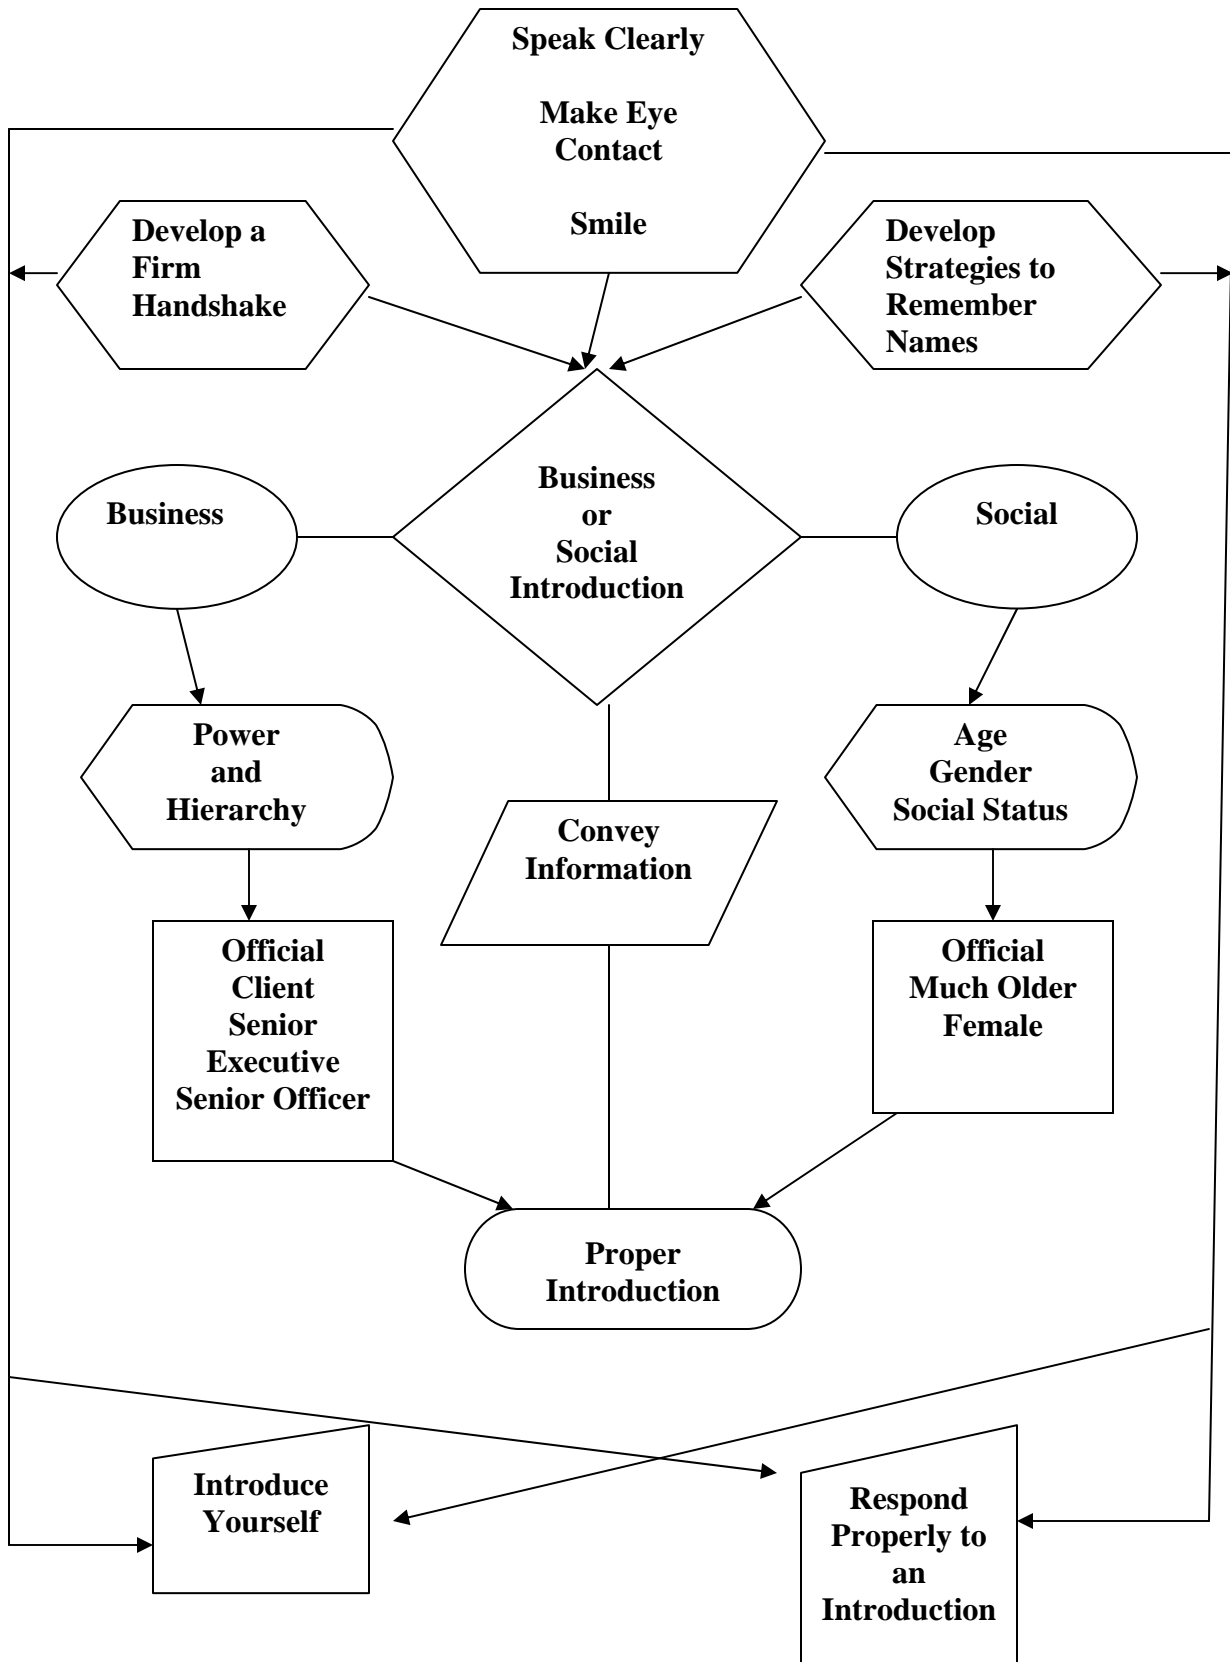 Speak Clearly
Make Eye
Contact
Smile
Develop a
Firm
Handshake
Develop
Strategies to
Remember
Names
Business
or
Social
Introduction
Business
Social
Power
and
Hierarchy
Convey
Information
Age
Gender
Social Status
Official
Client
Senior
Executive
Senior Officer
Official
Much Older
Female
Proper
Introduction
Introduce
Yourself
Respond
Properly to
an
Introduction